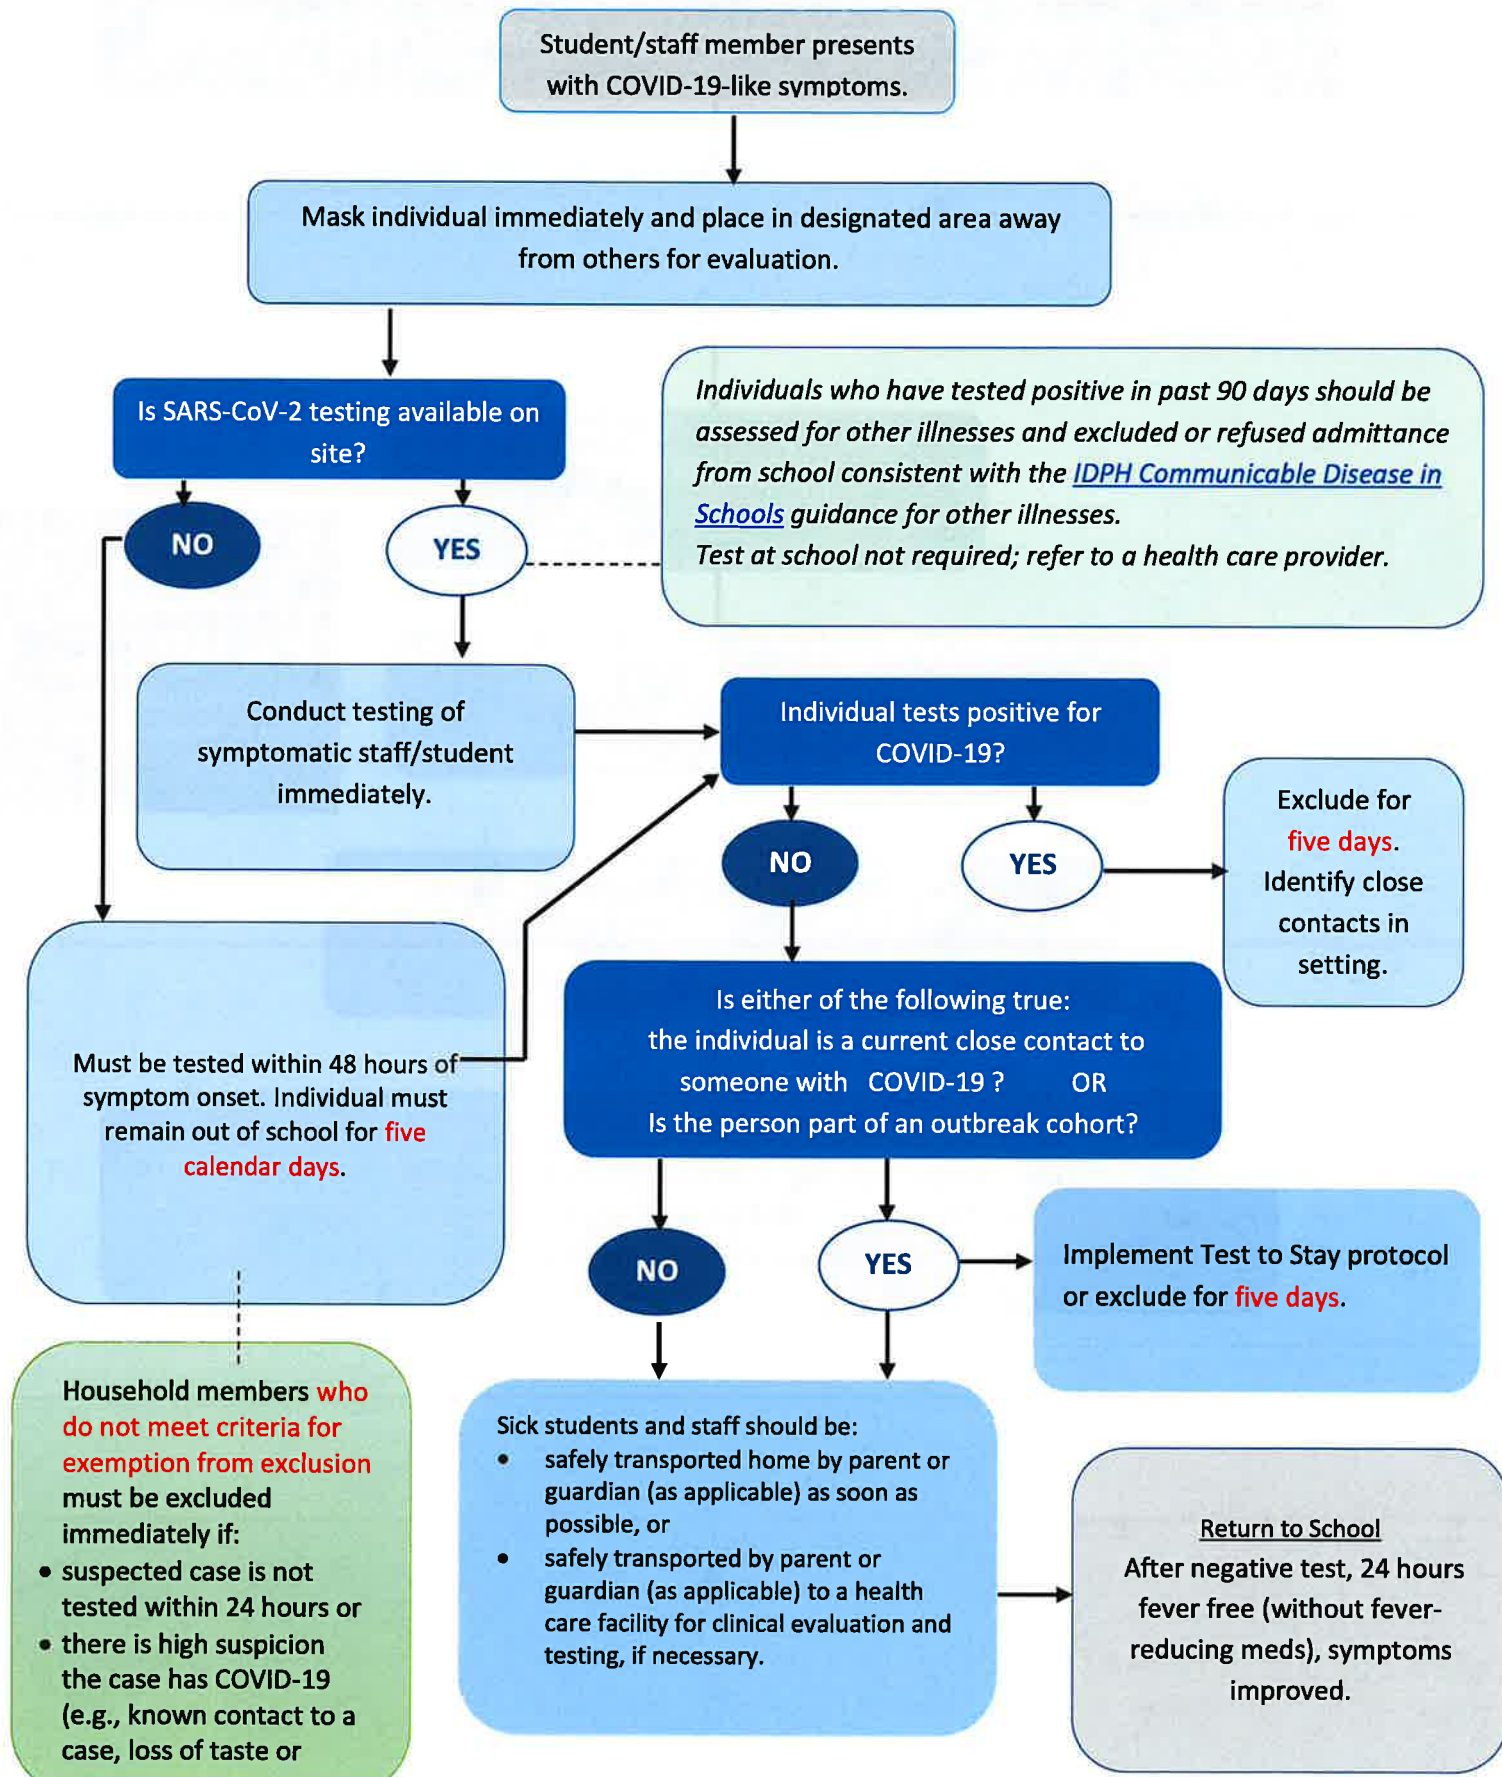 Student/staff member presents
with COVID-19-like symptoms.
Mask individual immediately and place in designated area away
from others for evaluation.
Is SARS-CoV-2 testing available on
site?
Individuals who have tested positive in past 90 days should be
assessed for other illnesses and excluded or refused admittance
from school consistent with the IDPH Communicable Disease in
Schools guidance for other illnesses.
Test at school not required; refer to a health care provider.
NO
YES
Conduct testing of
symptomatic staff/student
immediately.
Individual tests positive for
COVID-19?
NO
YES
Exclude for
five days.
Identify close
contacts in
setting.
Must be tested within 48 hours of
symptom onset. Individual must
remain out of school for five
calendar days.
Is either of the following true:
the individual is a current close contact to
someone with COVID-19 ? OR
Is the person part of an outbreak cohort?
NO
YES
Implement Test to Stay protocol
or exclude for five days.
Household members who
do not meet criteria for
exemption from exclusion
must be excluded
immediately if:
• suspected case is not
tested within 24 hours or
• there is high suspicion
the case has COVID-19
(e.g., known contact to a
case, loss of taste or
Sick students and staff should be:
• safely transported home by parent or
guardian (as applicable) as soon as
possible, or
• safely transported by parent or
guardian (as applicable) to a health
care facility for clinical evaluation and
testing, if necessary.
Return to School
After negative test, 24 hours
fever free (without fever-
reducing meds), symptoms
improved.